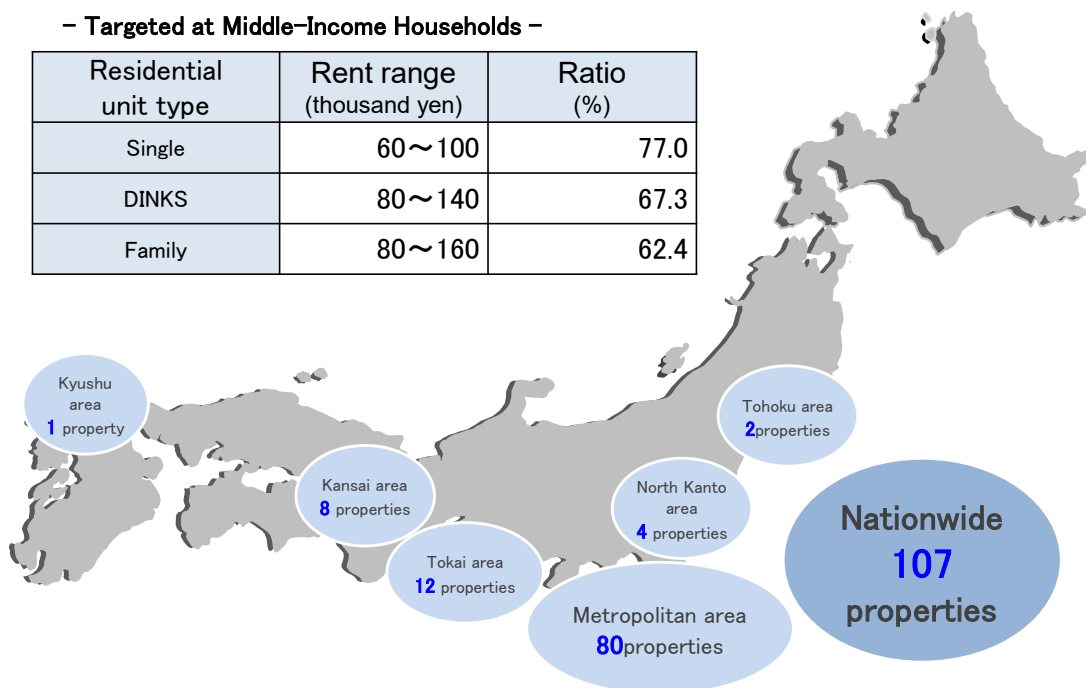 - Targeted at Middle-Income Households -
Residential
unit type
Rent range
(thousand yen)
Ratio
(%)
Single
60～100
77.0
DINKS
80～140
67.3
Family
80～160
62.4
Kyushu
area
1 property
Tohoku area
2properties
Kansai area
8 properties
North Kanto
area
4 properties
Tokai area
12 properties
Metropolitan area
80properties
Nationwide
107
properties